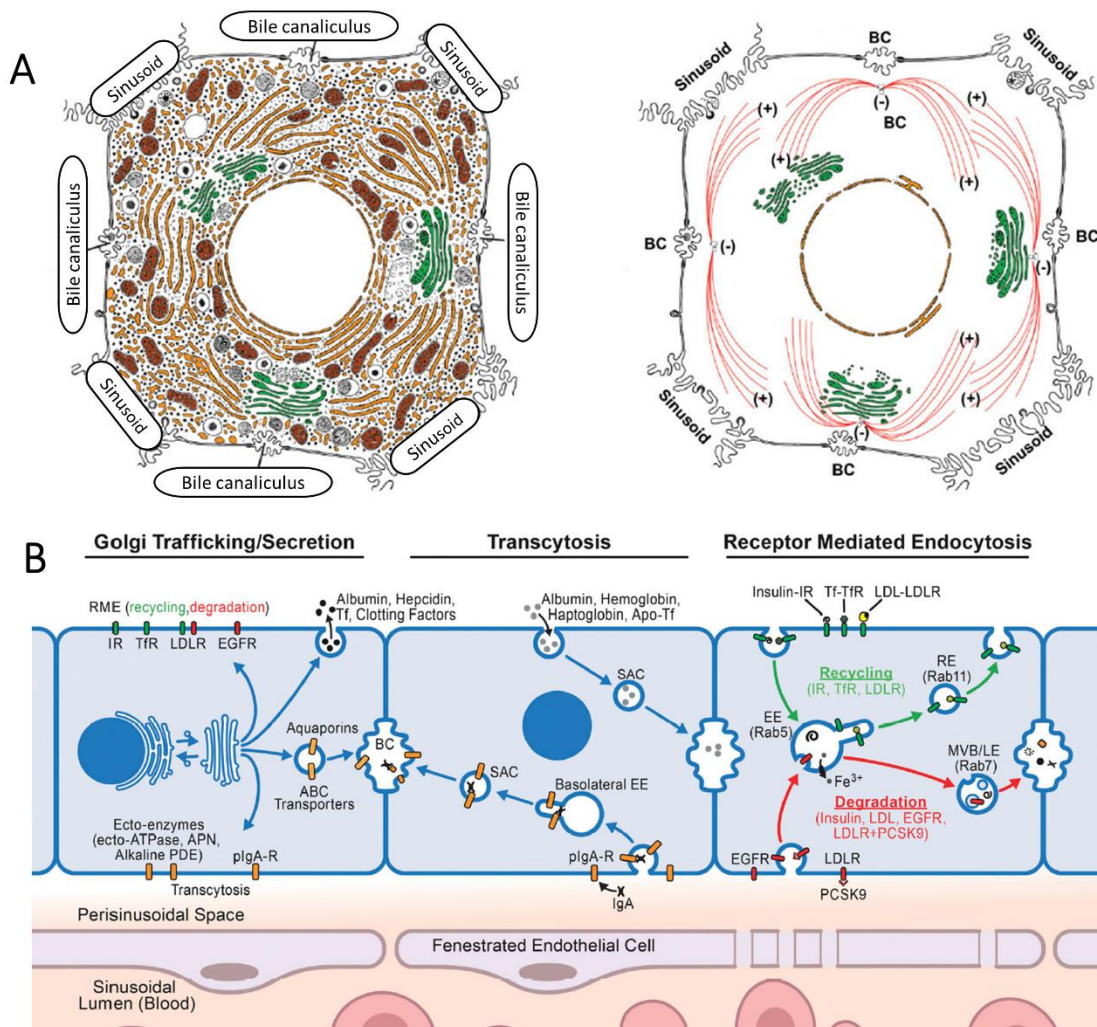 A
Bile canaliculus
Sinusoid
Sinusoid
Bile canaliculus
Bile canaliculus
Sinusoid
Sinusoid
Bile canaliculus
BC
Sinusoid
Sinusoid
(+)
(-)
(+)
BC
(+)
(+)
BC
(-)
BC
(-)
(+)
(+)
(+)
(-)
Sinusoid
Sinusoid
BC
B
Golgi Trafficking/Secretion
RME (recycling,degradation)
IR TfR LDLR EGFR
Albumin, Hepcidin,
Tf, Clotting Factors
Aquaporins
ABC
Transporters
BC
Ecto-enzymes
(ecto-ATPase, APN,
Alkaline PDE)
pIgA-R
Transcytosis
Transcytosis
Albumin, Hemoglobin,
Haptoglobin, Apo-Tf
SAC
SAC
Basolateral EE
pIgA-R
IgA
Receptor Mediated Endocytosis
Insulin-IR
Tf-TfR
LDL-LDLR
Recycling
(IR, TfR, LDLR)
RE
(Rab11)
EE
(Rab5)
Fe3+
MVB/LE
(Rab7)
Degradation
(Insulin, LDL, EGFR,
LDLR+PCSK9)
EGFR
LDLR
PCSK9
Perisinusoidal Space
Fenestrated Endothelial Cell
Sinusoidal
Lumen (Blood)